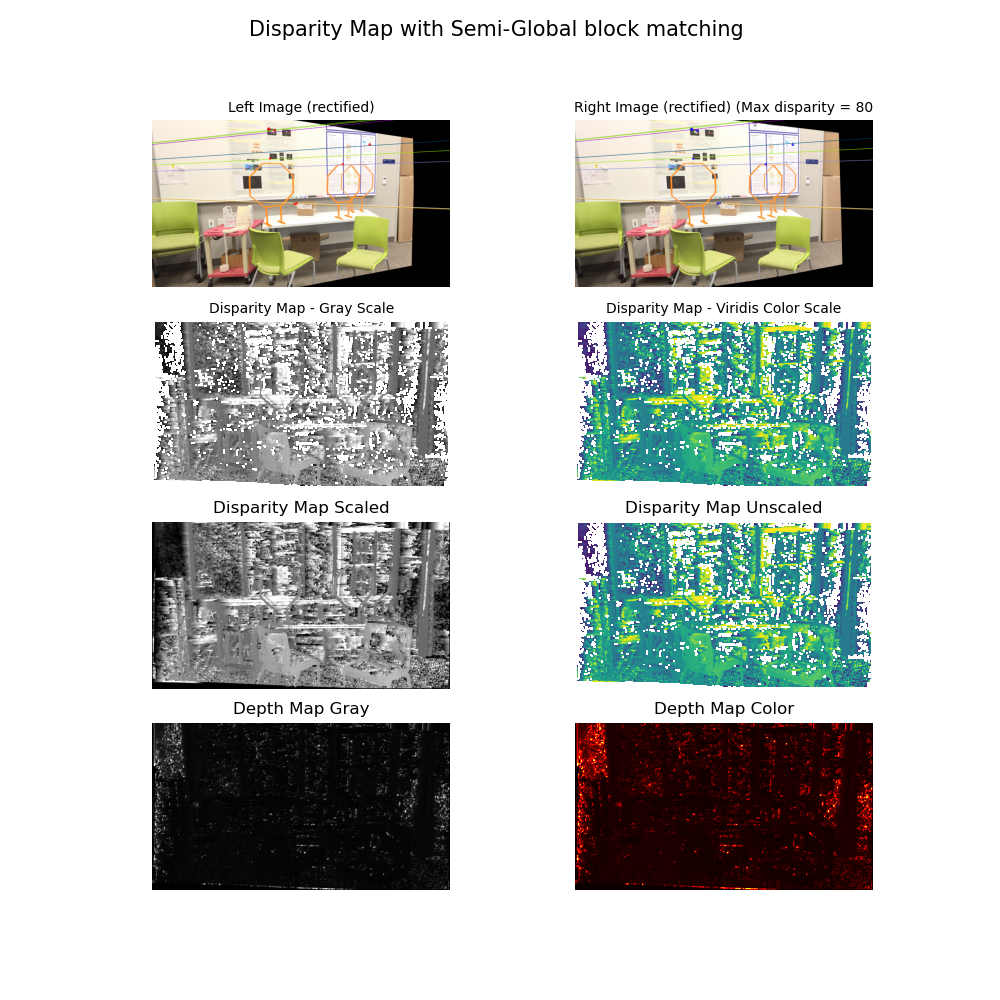 Disparity Map with Semi-Global block matching
Left Image (rectified)
Right Image (rectified) (Max disparity = 80
Disparity Map - Gray Scale
Disparity Map - Viridis Color Scale
Disparity Map Scaled
Disparity Map Unscaled
Depth Map Gray
Depth Map Color